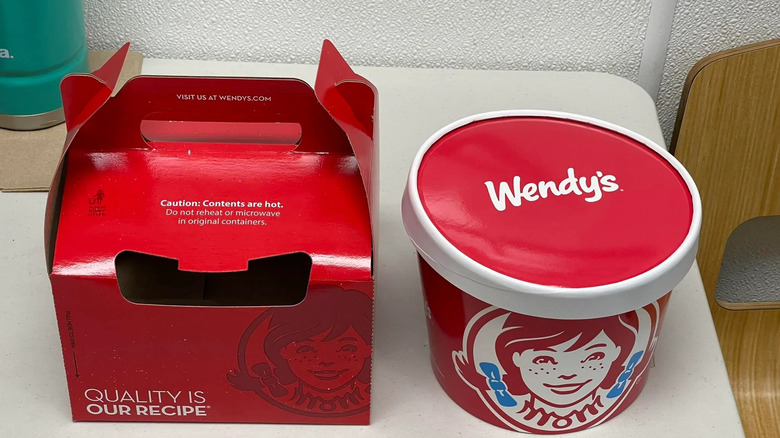 a.
VISIT US AT WENDYS.COM
Caution: Contents are hot.
Do not reheat or microwave
in original containers.
QUALITY IS
OUR RECIPE®
Wendy's™